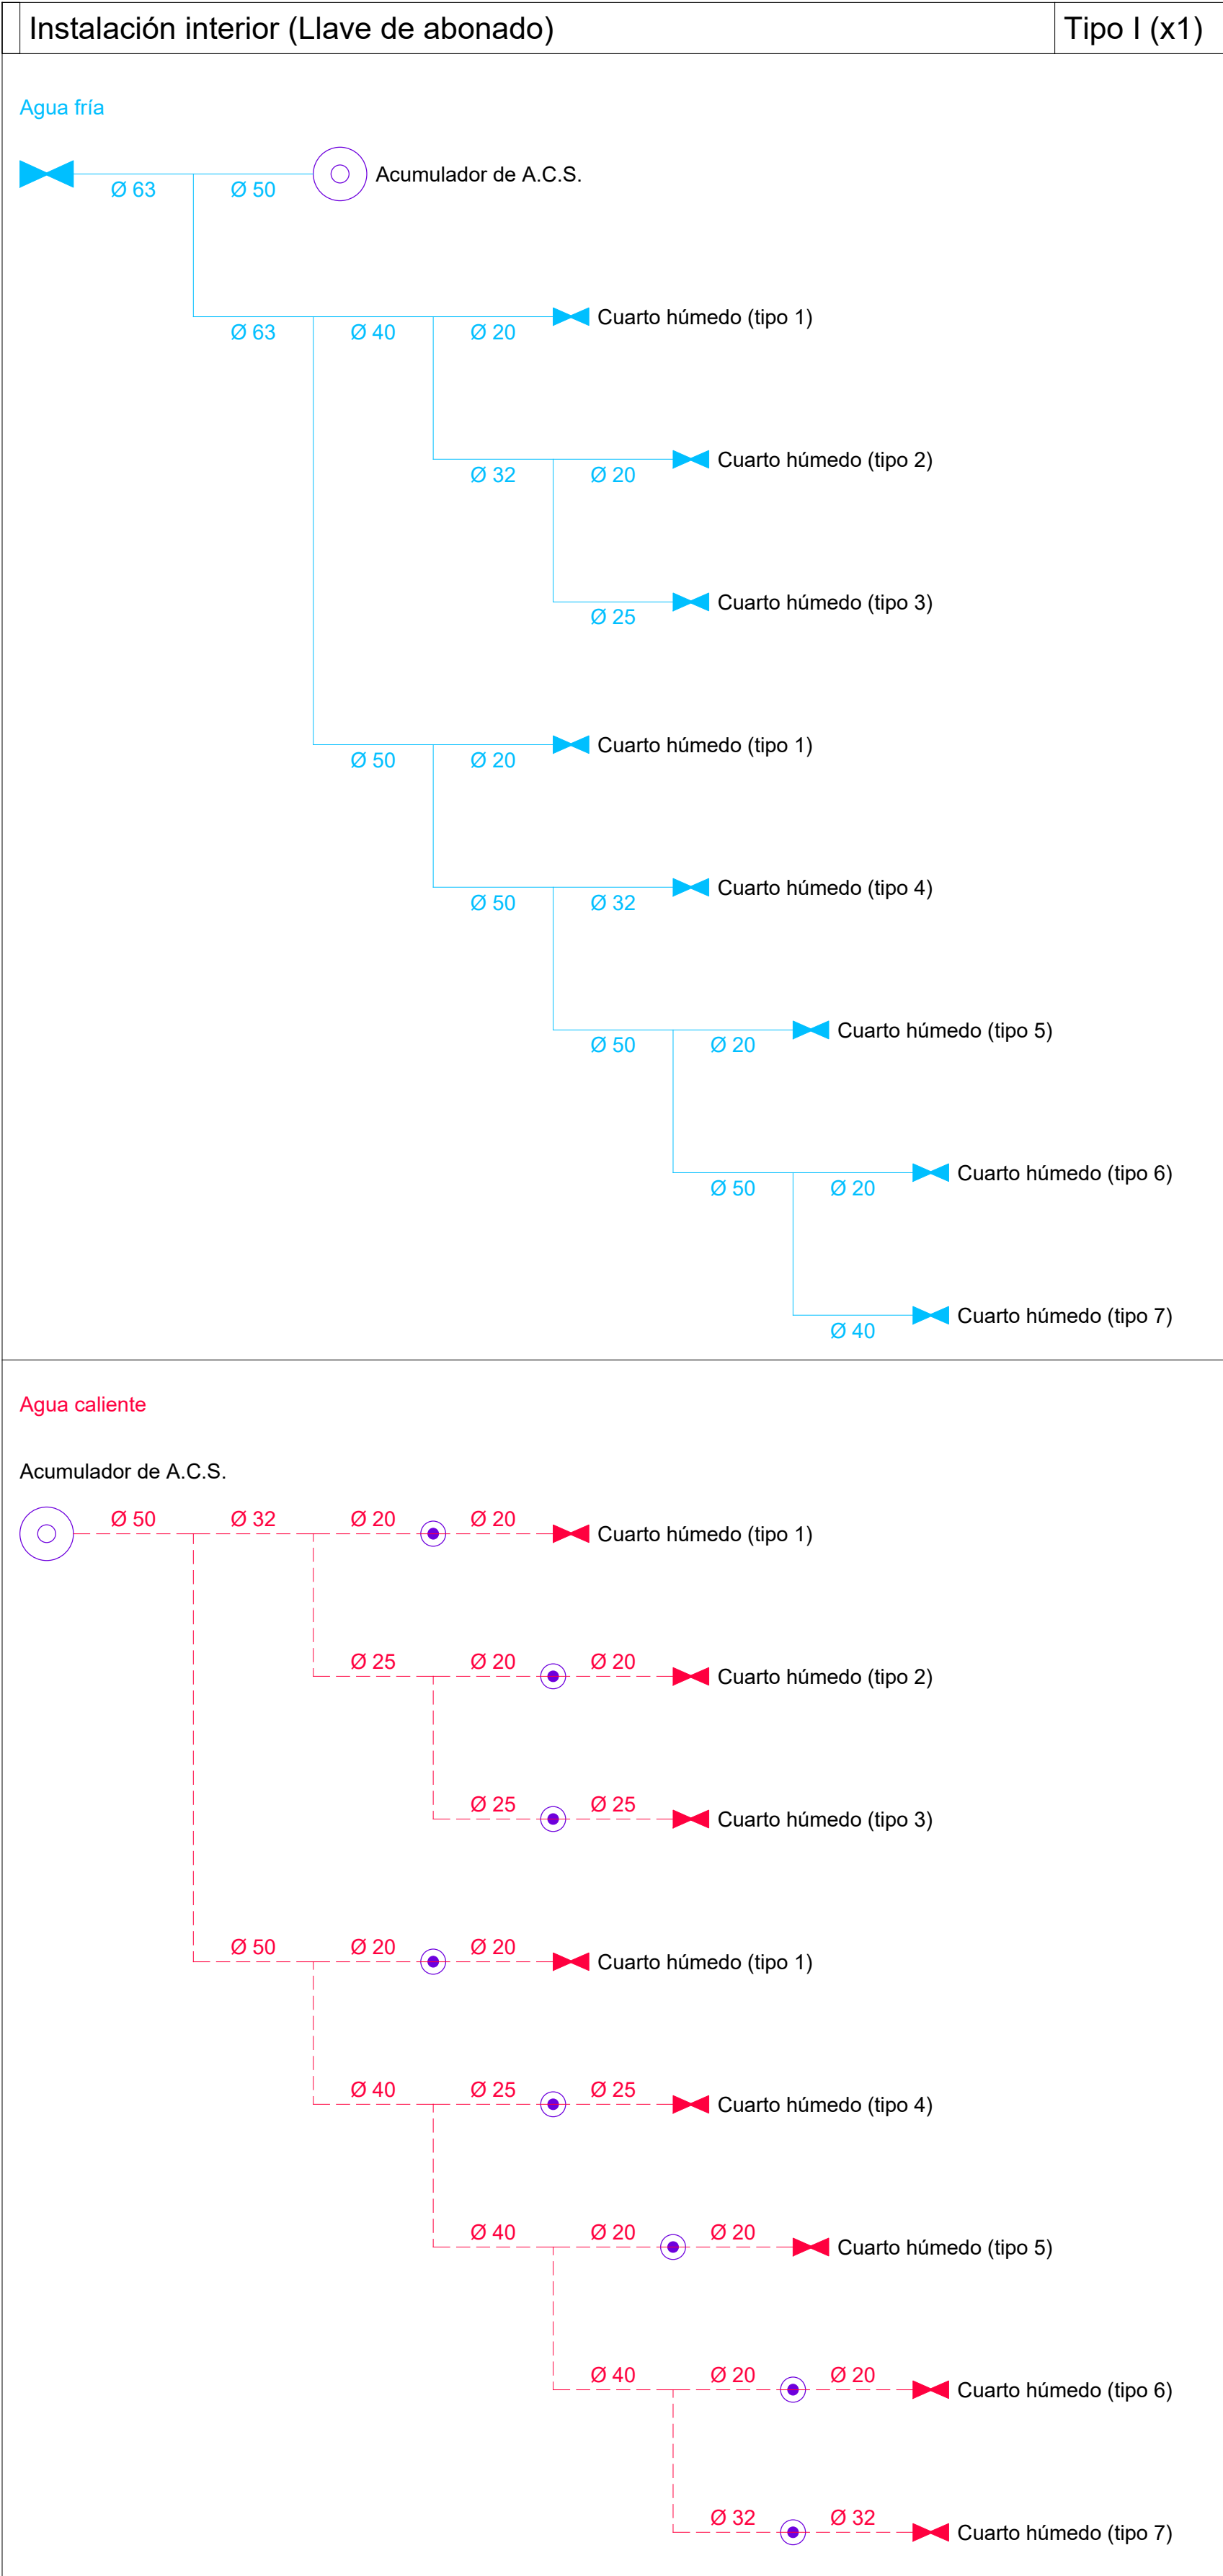 Instalación interior (Llave de abonado) Tipo I (x1)
Agua fría
Acumulador de A.C.S.
Ø 63 Ø 50
Cuarto húmedo (tipo 1)
Ø 63 Ø 40 Ø 20
Cuarto húmedo (tipo 2)
Ø 32 Ø 20
Cuarto húmedo (tipo 3)
Ø 25
Cuarto húmedo (tipo 1)
Ø 50 Ø 20
Cuarto húmedo (tipo 4)
Ø 50 Ø 32
Cuarto húmedo (tipo 5)
Ø 50 Ø 20
Cuarto húmedo (tipo 6)
Ø 50 Ø 20
Cuarto húmedo (tipo 7)
Ø 40
Agua caliente
Acumulador de A.C.S.
Ø 50 Ø 32 Ø 20 Ø 20
Cuarto húmedo (tipo 1)
Ø 25 Ø 20 Ø 20
Cuarto húmedo (tipo 2)
Ø 25 Ø 25
Cuarto húmedo (tipo 3)
Ø 50 Ø 20 Ø 20
Cuarto húmedo (tipo 1)
Ø 40 Ø 25 Ø 25
Cuarto húmedo (tipo 4)
Ø 40 Ø 20 Ø 20
Cuarto húmedo (tipo 5)
Ø 40 Ø 20 Ø 20
Cuarto húmedo (tipo 6)
Ø 32 Ø 32
Cuarto húmedo (tipo 7)